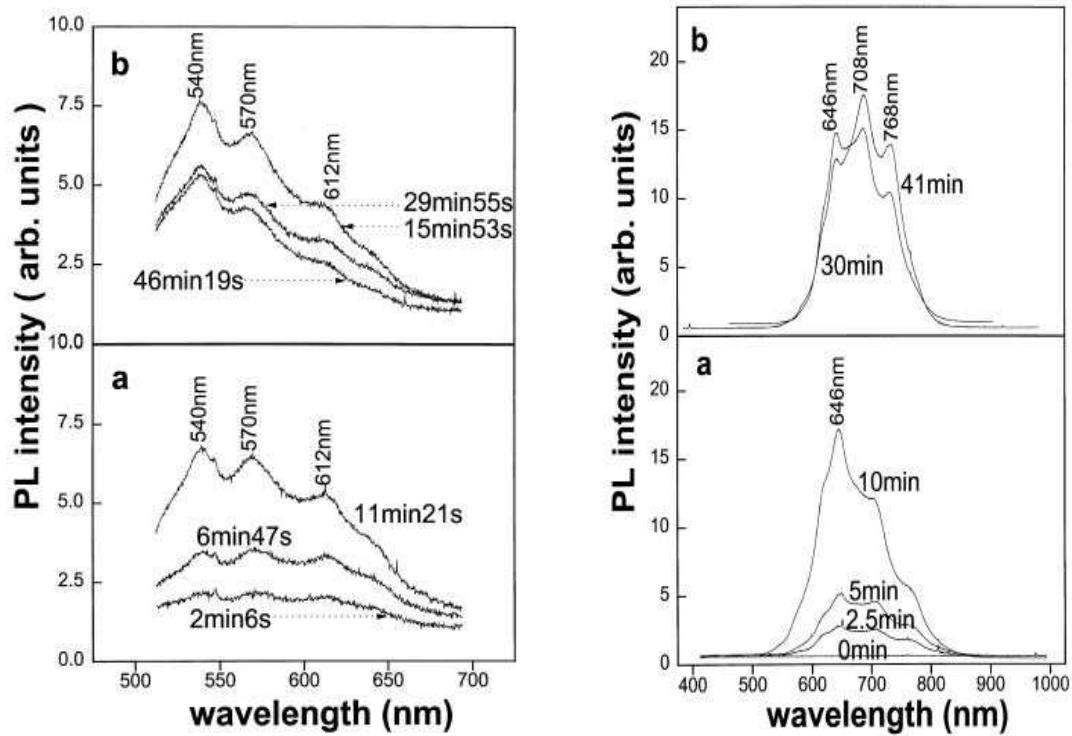 b
10.0
7.5
5.0
2.5
10.0
540nm
570nm
612nm
29min55s
15min53s
46min19s
a
7.5
5.0
2.5
0.0
540nm
570nm
612nm
11min21s
6min47s
2min6s
500 550 600 650 700
wavelength (nm)
PL intensity ( arb. units )
b
20
15
10
5
0
646nm
708nm
768nm
41min
30min
a
20
15
10
5
0
646nm
10min
5min
2.5min
0min
400 500 600 700 800 900 1000
wavelength (nm)
PL intensity (arb. units)